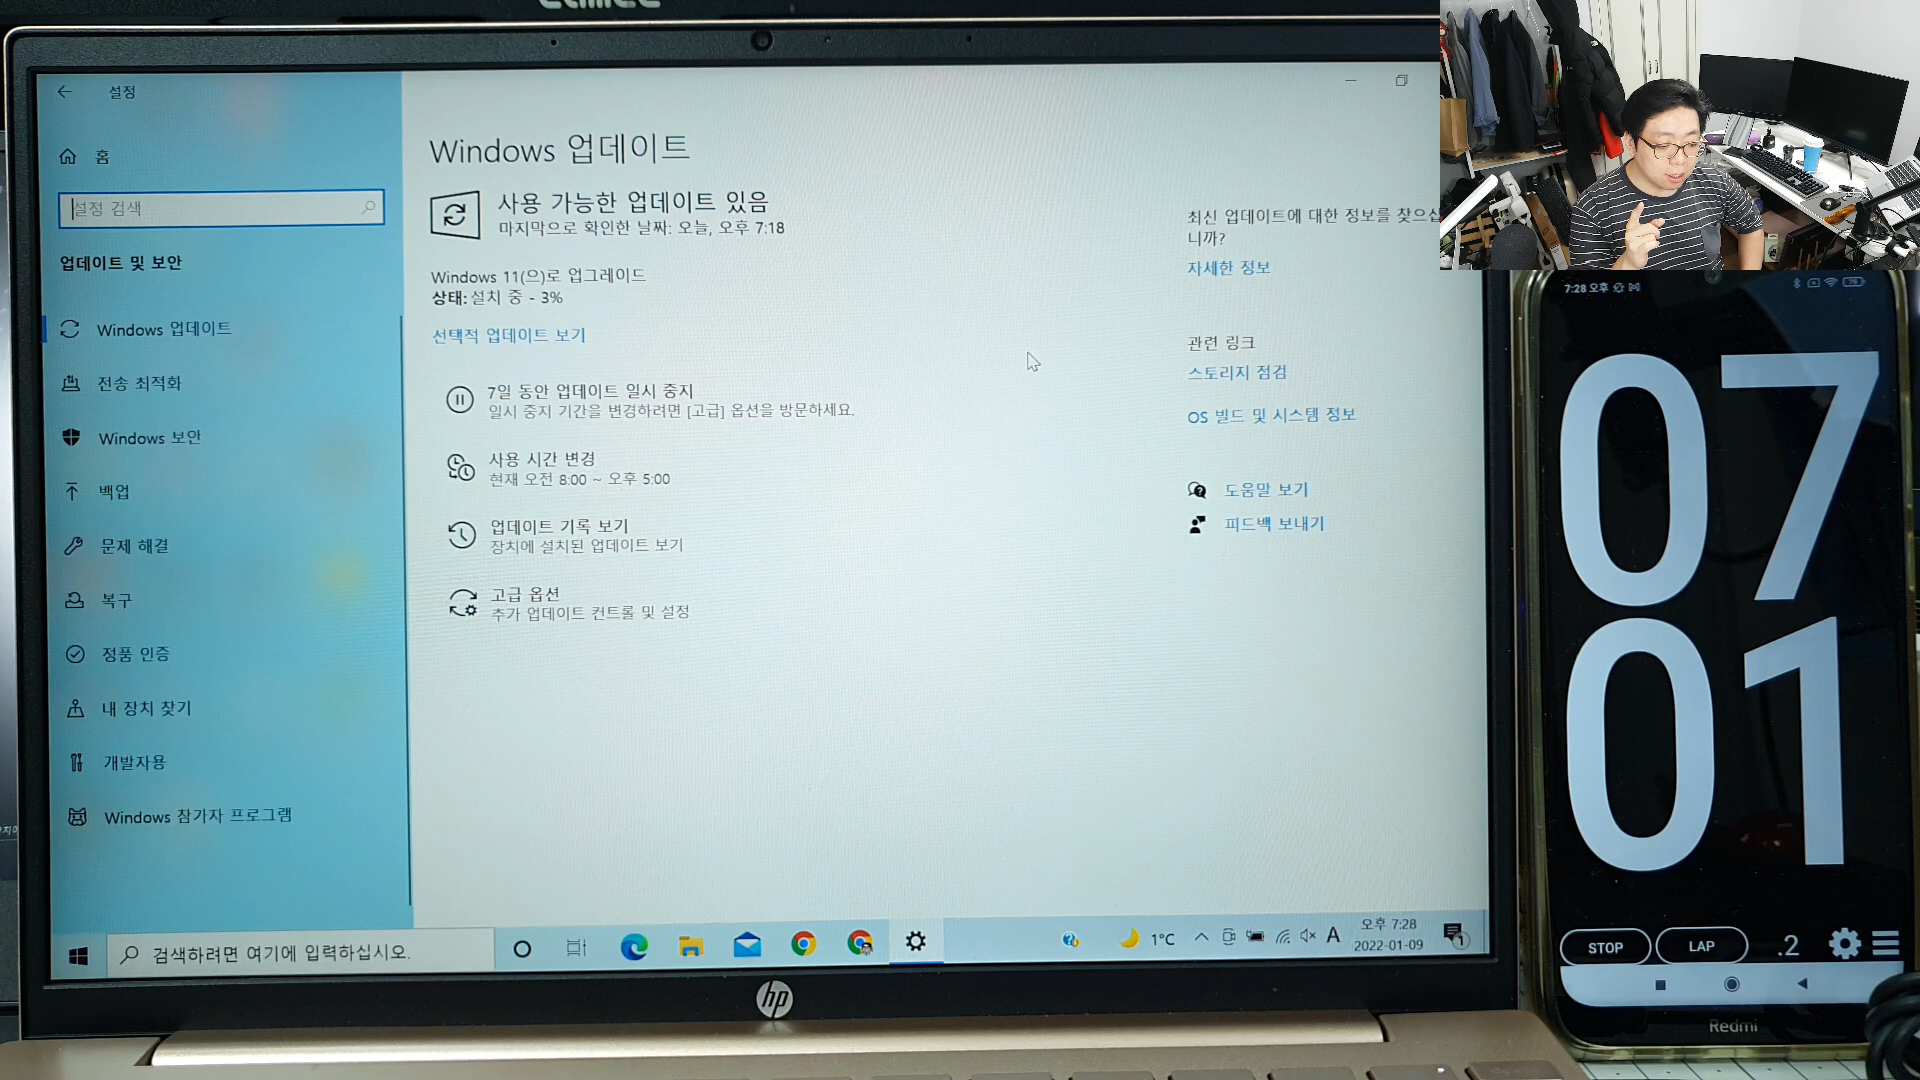 설정
홈
설정 검색
업데이트 및 보안
Windows 업데이트
전송 최적화
Windows 보안
백업
문제 해결
복구
정품 인증
내 장치 찾기
개발자용
Windows 참가자 프로그램
Windows 업데이트
사용 가능한 업데이트 있음
마지막으로 확인한 날짜: 오늘, 오후 7:18
Windows 11(으)로 업그레이드
상태: 설치 중 - 3%
선택적 업데이트 보기
7일 동안 업데이트 일시 중지
일시 중지 기간을 변경하려면 [고급] 옵션을 방문하세요.
사용 시간 변경
현재 오전 8:00 ~ 오후 5:00
업데이트 기록 보기
장치에 설치된 업데이트 보기
고급 옵션
추가 업데이트 컨트롤 및 설정
최신 업데이트에 대한 정보를 찾으십
니까?
자세한 정보
관련 링크
스토리지 점검
OS 빌드 및 시스템 정보
도움말 보기
피드백 보내기
검색하려면 여기에 입력하십시오.
1°C
A
오후 7:28
2022-01-09
1
hp
7:28 오후
79
07
01
STOP
LAP
.2
Redmi